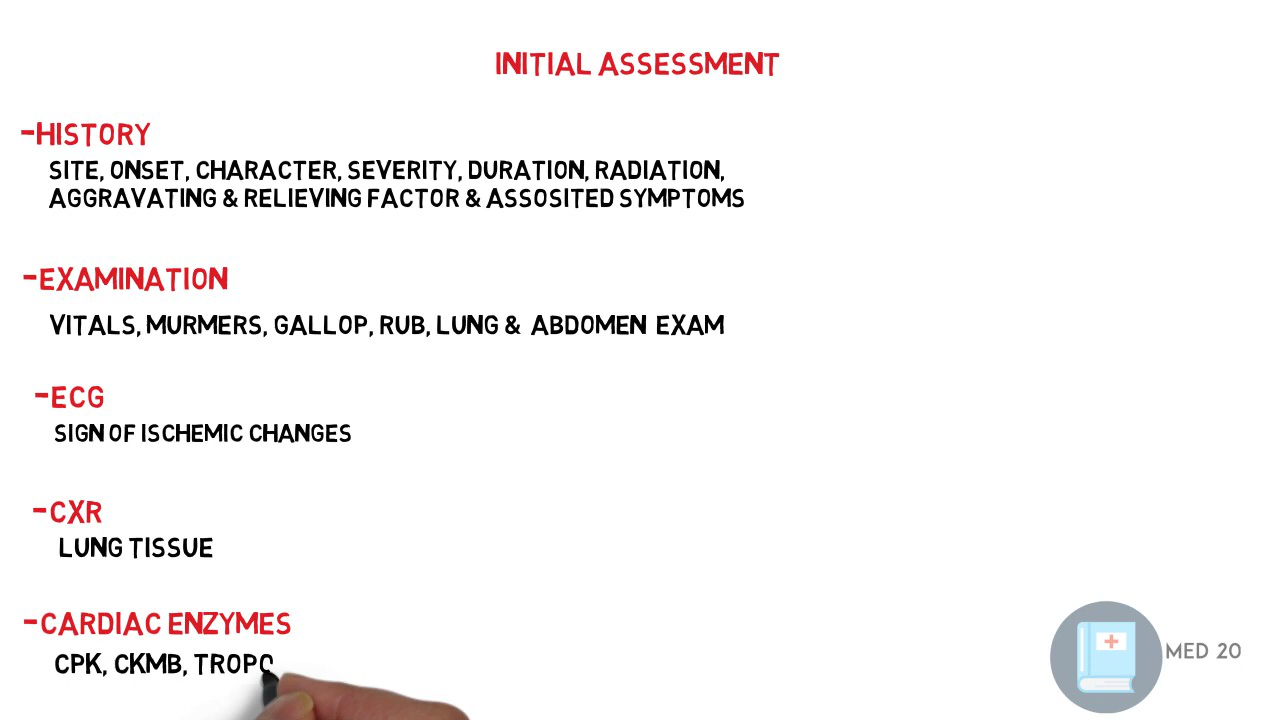 INITIAL ASSESSMENT
-HISTORY
SITE, ONSET, CHARACTER, SEVERITY, DURATION, RADIATION,
AGGRAVATING & RELIEVING FACTOR & ASSOSITED SYMPTOMS
-EXAMINATION
VITALS, MURMERS, GALLOP, RUB, LUNG & ABDOMEN EXAM
-ECG
SIGN OF ISCHEMIC CHANGES
-CXR
LUNG TISSUE
-CARDIAC ENZYMES
CPK, CKMB, TROPO
MED 20